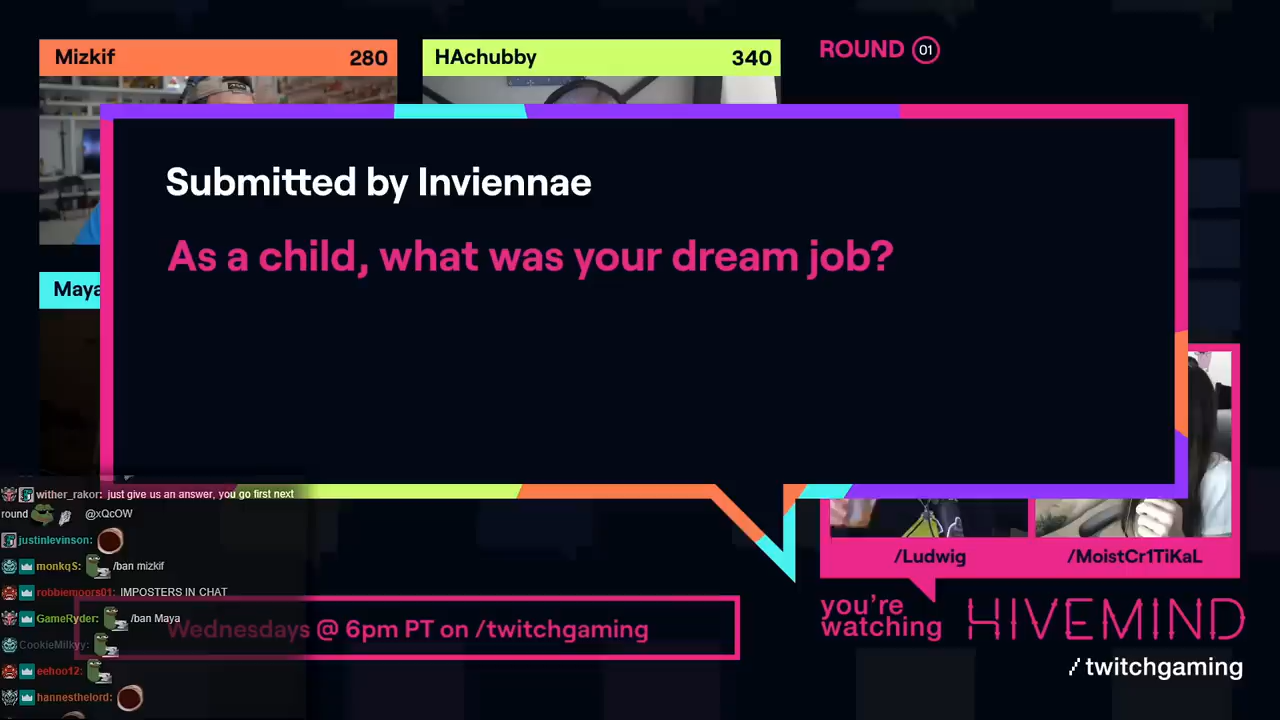 Mizkif 280
HAchubby 340
ROUND 01
Submitted by Inviennae
As a child, what was your dream job?
Maya
/Ludwig
/MoistCr1TiKaL
you're
watching
HIVEMIND
/twitchgaming
Wednesdays @ 6pm PT on /twitchgaming
wither_rakor: just give us an answer, you go first next
round @xQcOW
justinlevinson:
monkqS: /ban mizkif
robbiemoors01: IMPOSTERS IN CHAT
GameRyder: /ban Maya
CookieMilkyy:
eehoo12:
hannesthelord: